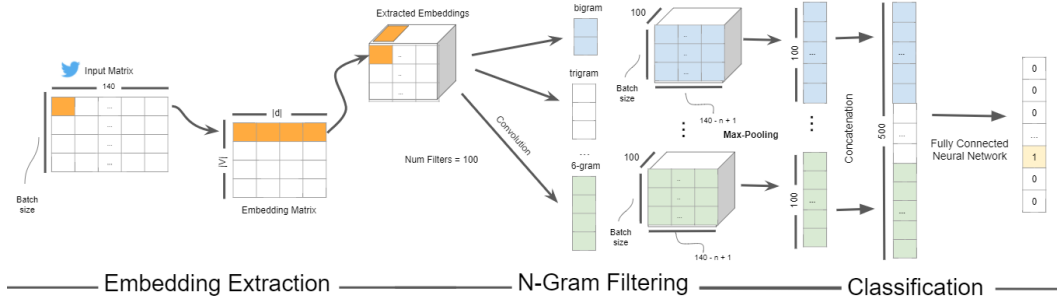 Input Matrix
140
...
...
...
...
Batch
size
|d|
|V|
Embedding Matrix
Extracted Embeddings
...
...
...
Convolution
Num Filters = 100
bigram
trigram
...
6-gram
100
Batch
size
...
...
...
140 - n + 1
Max-Pooling
100
Batch
size
...
...
...
140 - n + 1
100
...
100
...
Concatenation
500
...
...
...
Fully Connected
Neural Network
0
0
0
0
1
0
0
Embedding Extraction
N-Gram Filtering
Classification